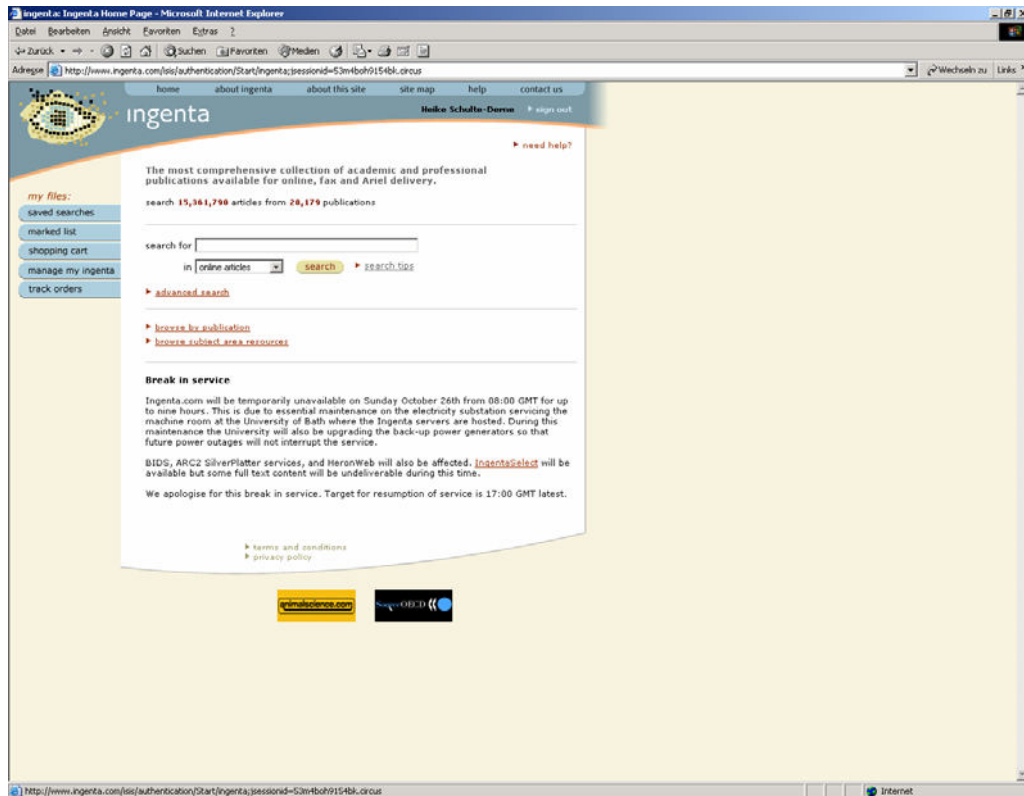 ingenta: Ingenta Home Page - Microsoft Internet Explorer
Datei Bearbeiten Ansicht Favoriten Extras ?
Zurück Suchen Favoriten Medien
Adresse http://www.ingenta.com/isis/authentication/Start/ingenta;jsessionid=53m4boh9154bk.circus Wechseln zu Links
home about ingenta about this site site map help contact us
ingenta
Heike Schulte-Derne sign out
need help?
The most comprehensive collection of academic and professional
publications available for online, fax and Ariel delivery.
search 15,361,790 articles from 28,179 publications
my files:
saved searches
marked list
shopping cart
manage my ingenta
track orders
search for
in online articles search search tips
advanced search
browse by publication
browse subject area resources
Break in service
Ingenta.com will be temporarily unavailable on Sunday October 26th from 08:00 GMT for up
to nine hours. This is due to essential maintenance on the electricity substation servicing the
machine room at the University of Bath where the Ingenta servers are hosted. During this
maintenance the University will also be upgrading the back-up power generators so that
future power outages will not interrupt the service.
BIDS, ARC2 SilverPlatter services, and HeronWeb will also be affected. IngentaSelect will be
available but some full text content will be undeliverable during this time.
We apologise for this break in service. Target for resumption of service is 17:00 GMT latest.
terms and conditions
privacy policy
animalscience.com
SourceOECD
http://www.ingenta.com/isis/authentication/Start/ingenta;jsessionid=53m4boh9154bk.circus Internet